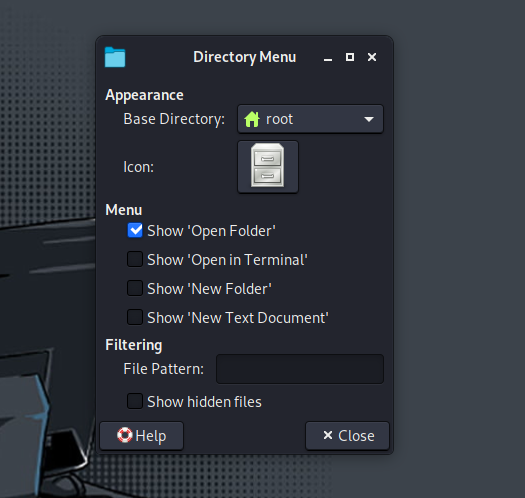 Directory Menu
Appearance
Base Directory: root
Icon:
Menu
Show 'Open Folder'
Show 'Open in Terminal'
Show 'New Folder'
Show 'New Text Document'
Filtering
File Pattern:
Show hidden files
Help Close